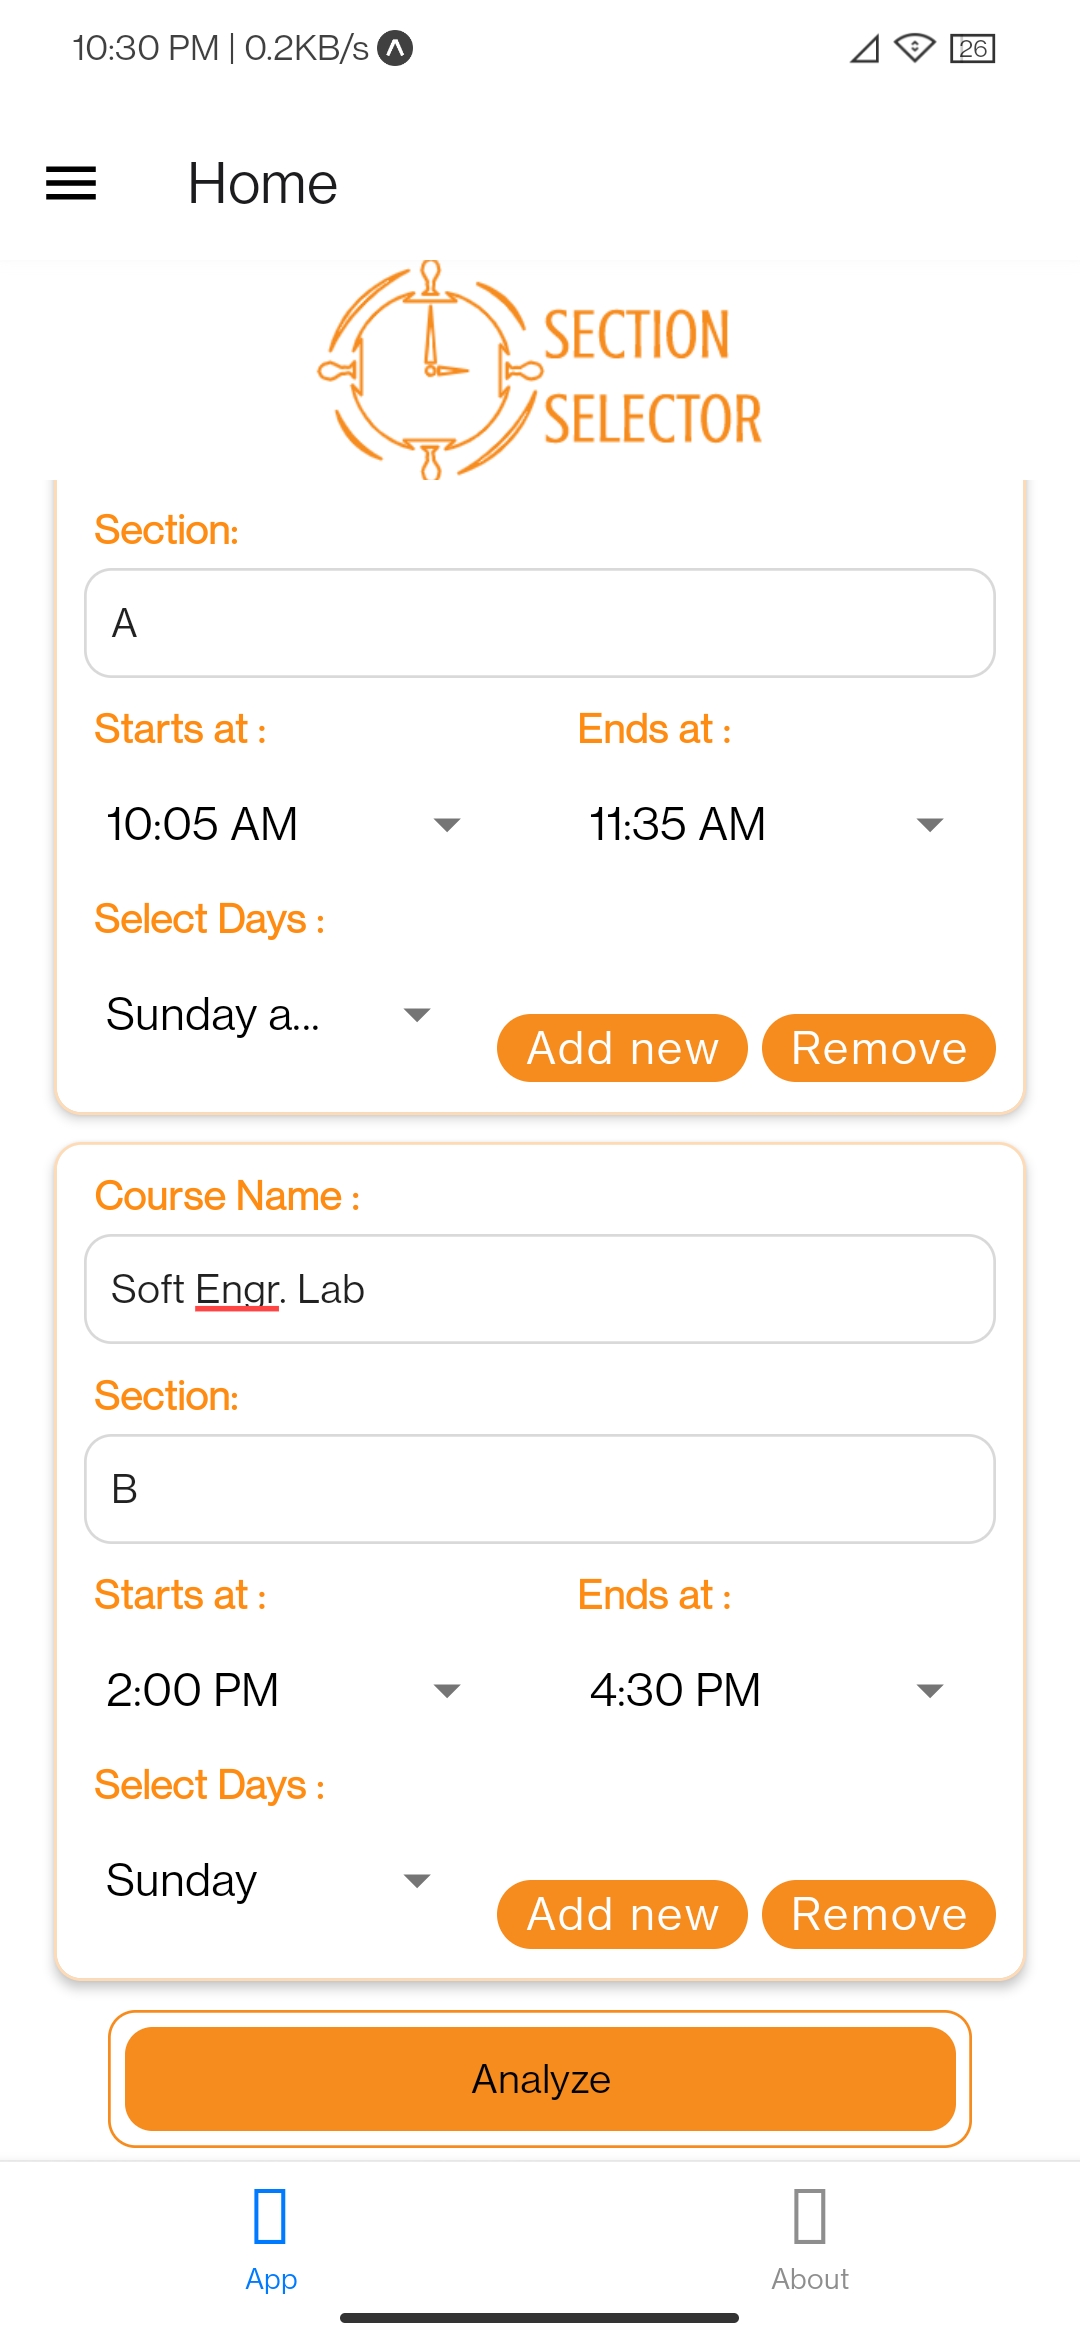 10:30 PM | 0.2KB/s
26
Home
SECTION
SELECTOR
Section:
A
Starts at : Ends at :
10:05 AM 11:35 AM
Select Days :
Sunday a...
Add new Remove
Course Name :
Soft Engr. Lab
Section:
B
Starts at : Ends at :
2:00 PM 4:30 PM
Select Days :
Sunday
Add new Remove
Analyze
App About